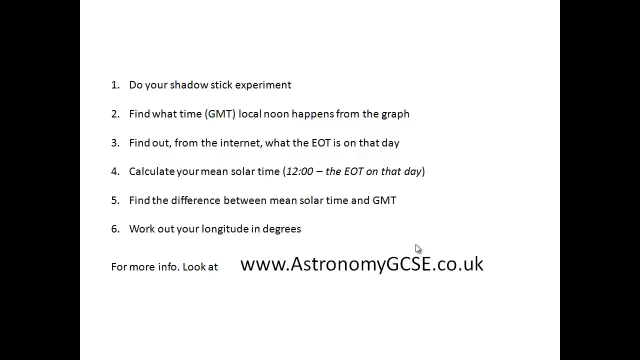 1. Do your shadow stick experiment
2. Find what time (GMT) local noon happens from the graph
3. Find out, from the internet, what the EOT is on that day
4. Calculate your mean solar time (12:00 – the EOT on that day)
5. Find the difference between mean solar time and GMT
6. Work out your longitude in degrees
For more info. Look at www.AstronomyGCSE.co.uk